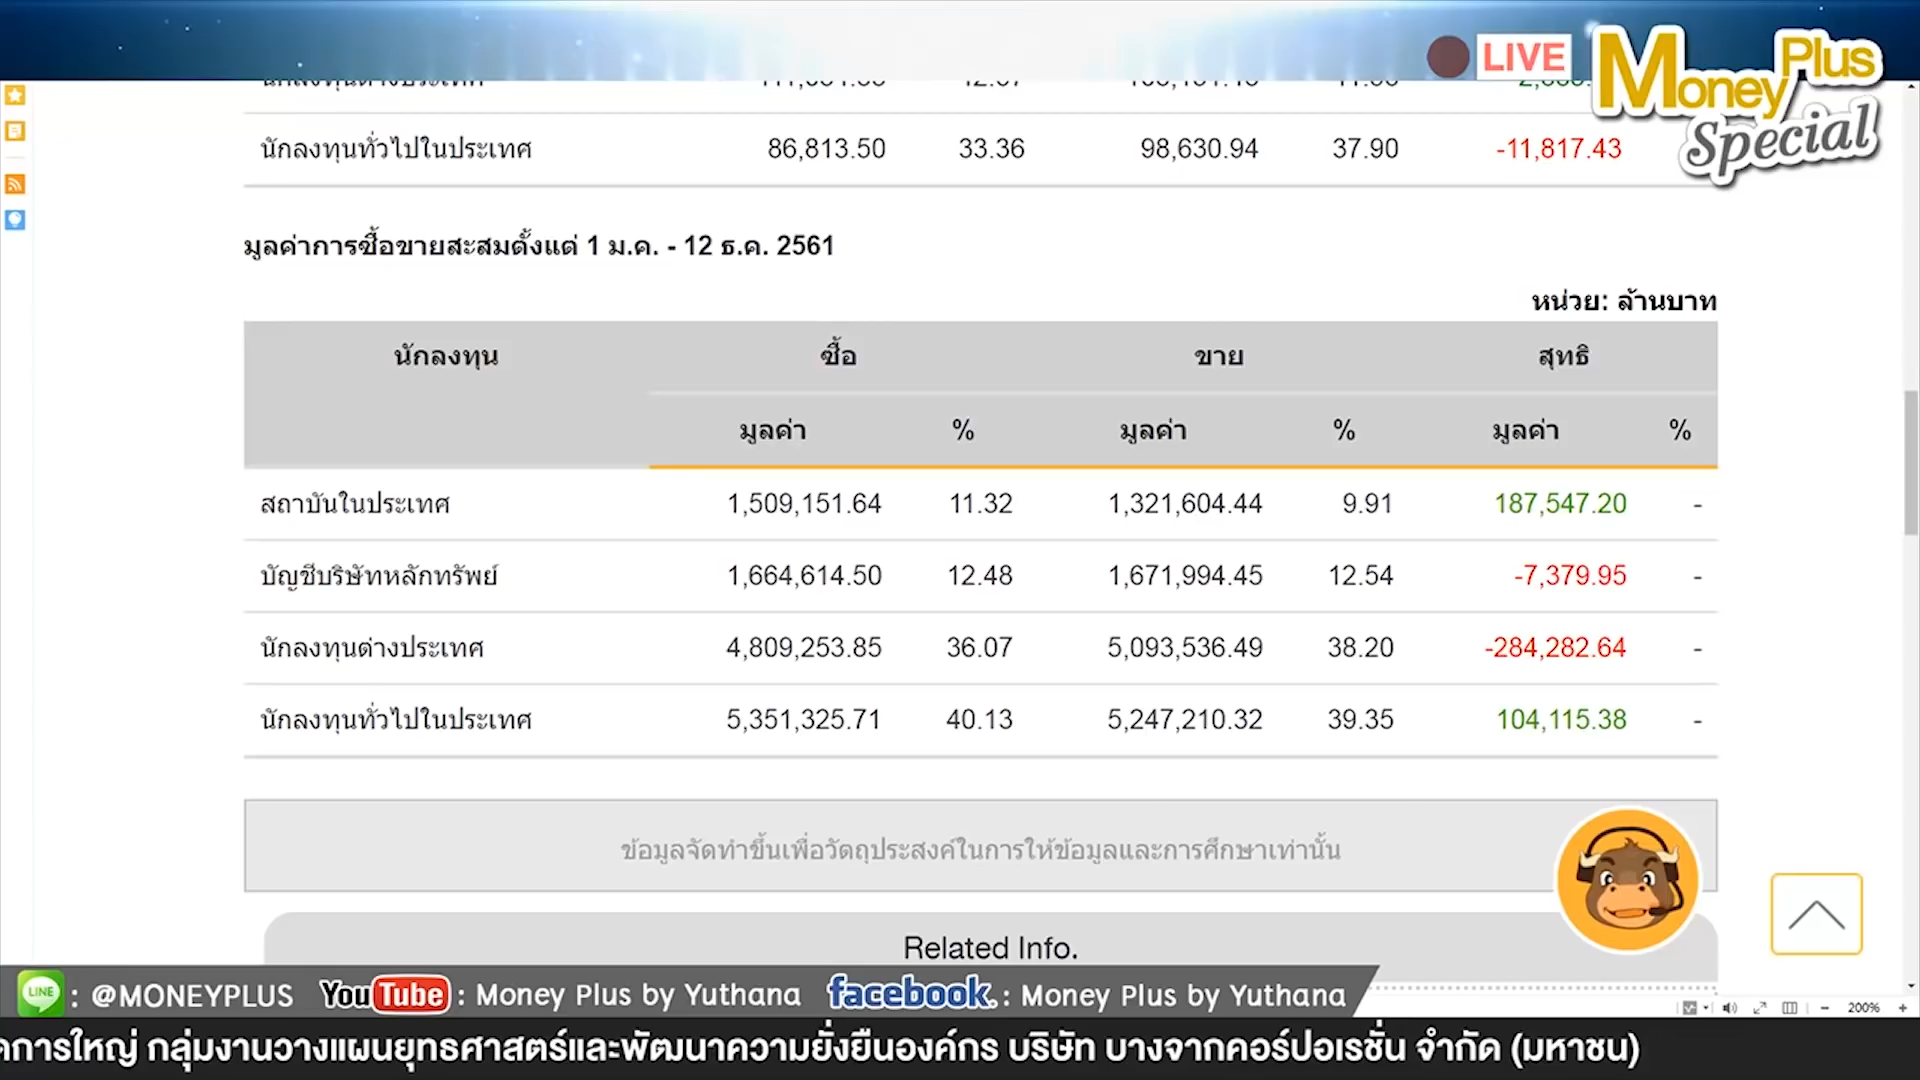 LIVE
Money Plus
Special
นักลงทุนทั่วไปในประเทศ 86,813.50 33.36 98,630.94 37.90 -11,817.43
มูลค่าการซื้อขายสะสมตั้งแต่ 1 ม.ค. - 12 ธ.ค. 2561
หน่วย: ล้านบาท
นักลงทุน ซื้อ ขาย สุทธิ
มูลค่า % มูลค่า % มูลค่า %
สถาบันในประเทศ 1,509,151.64 11.32 1,321,604.44 9.91 187,547.20 -
บัญชีบริษัทหลักทรัพย์ 1,664,614.50 12.48 1,671,994.45 12.54 -7,379.95 -
นักลงทุนต่างประเทศ 4,809,253.85 36.07 5,093,536.49 38.20 -284,282.64 -
นักลงทุนทั่วไปในประเทศ 5,351,325.71 40.13 5,247,210.32 39.35 104,115.38 -
ข้อมูลจัดทำขึ้นเพื่อวัตถุประสงค์ในการให้ข้อมูลและการศึกษาเท่านั้น
Related Info.
LINE : @MONEYPLUS YouTube : Money Plus by Yuthana facebook. : Money Plus by Yuthana
200%
การใหญ่ กลุ่มงานวางแผนยุทธศาสตร์และพัฒนาความยั่งยืนองค์กร บริษัท บางจากคอร์ปอเรชั่น จำกัด (มหาชน)